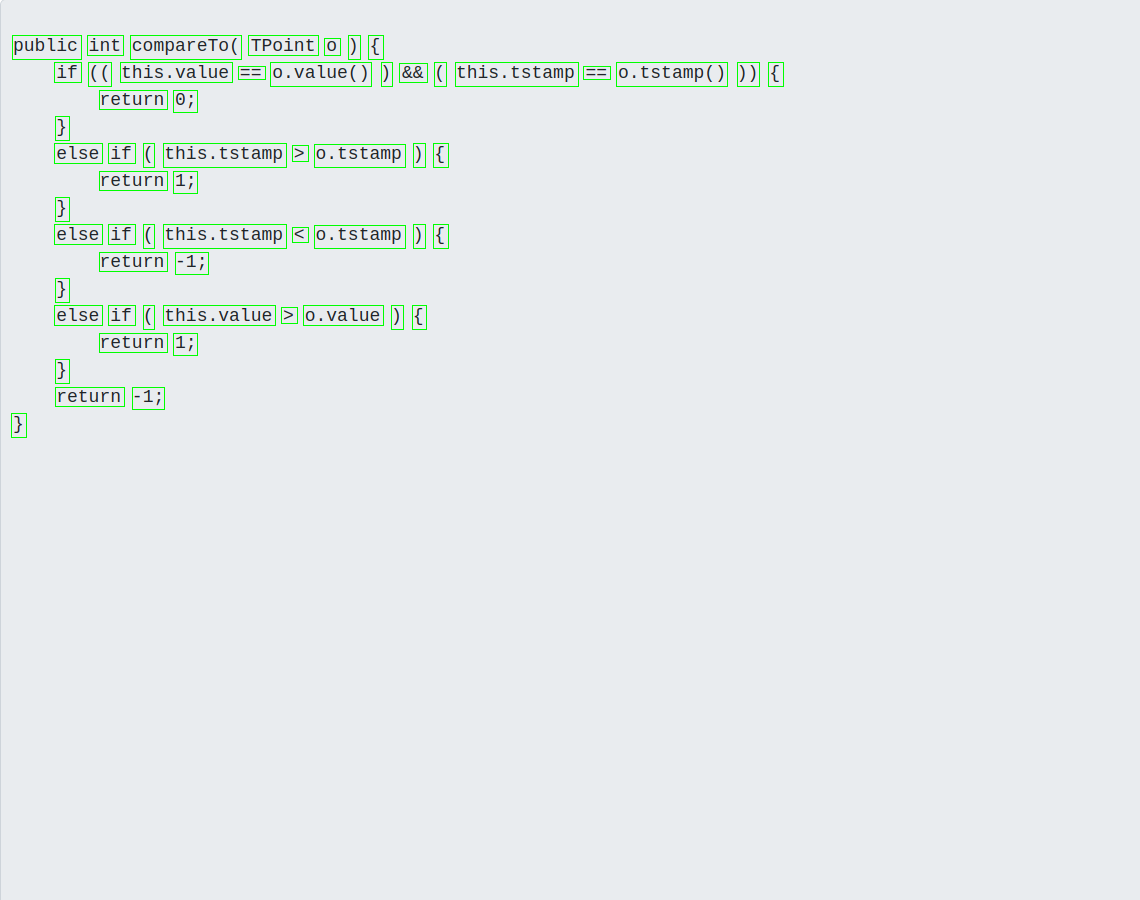 public int compareTo( TPoint o ) {
if (( this.value == o.value() ) && ( this.tstamp == o.tstamp() )) {
return 0;
}
else if ( this.tstamp > o.tstamp ) {
return 1;
}
else if ( this.tstamp < o.tstamp ) {
return -1;
}
else if ( this.value > o.value ) {
return 1;
}
return -1;
}